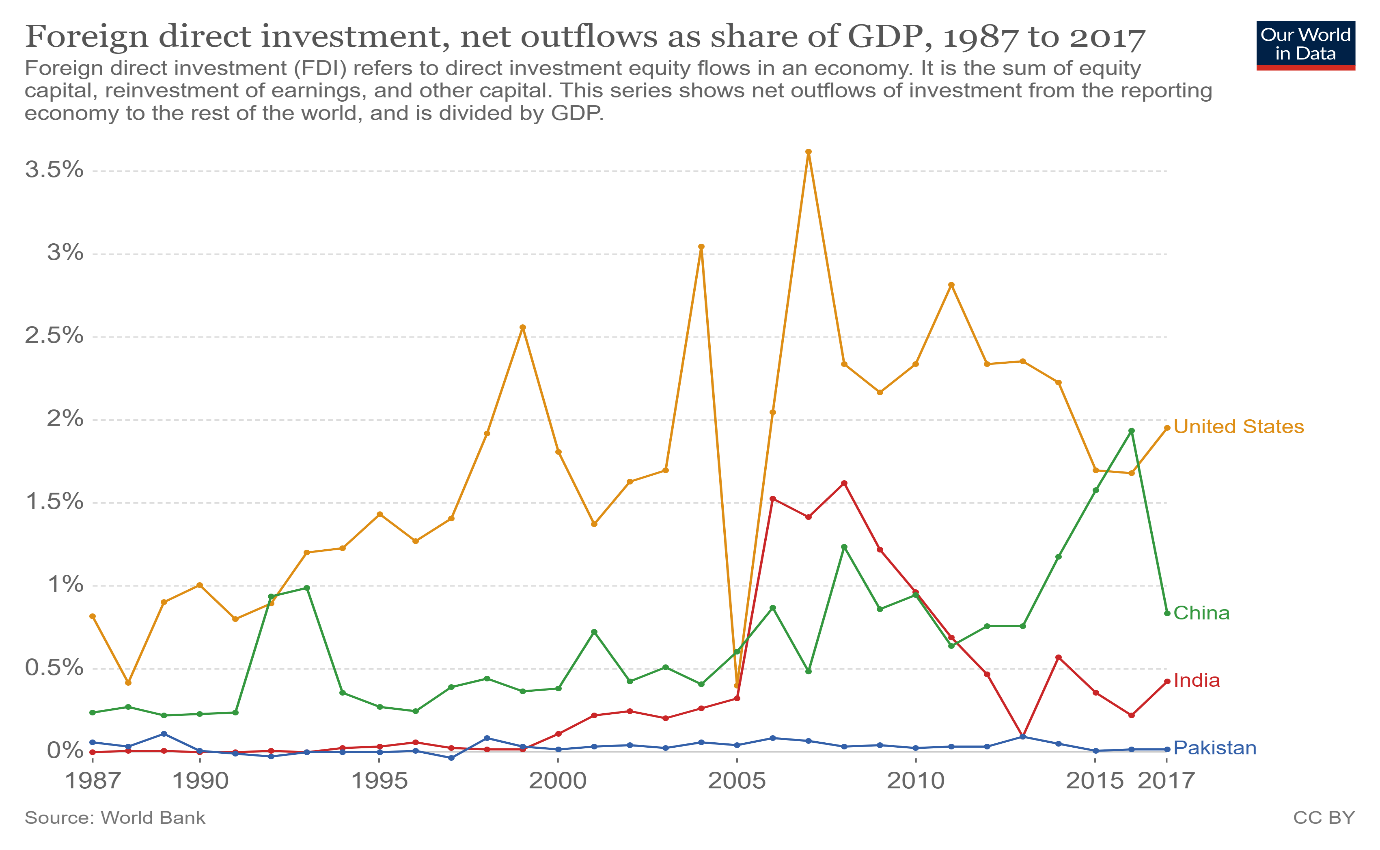 Foreign direct investment, net outflows as share of GDP, 1987 to 2017
Our World
in Data
Foreign direct investment (FDI) refers to direct investment equity flows in an economy. It is the sum of equity
capital, reinvestment of earnings, and other capital. This series shows net outflows of investment from the reporting
economy to the rest of the world, and is divided by GDP.
3.5%
3%
2.5%
2%
United States
1.5%
1%
China
0.5%
India
0%
Pakistan
1987 1990 1995 2000 2005 2010 2015 2017
Source: World Bank
CC BY